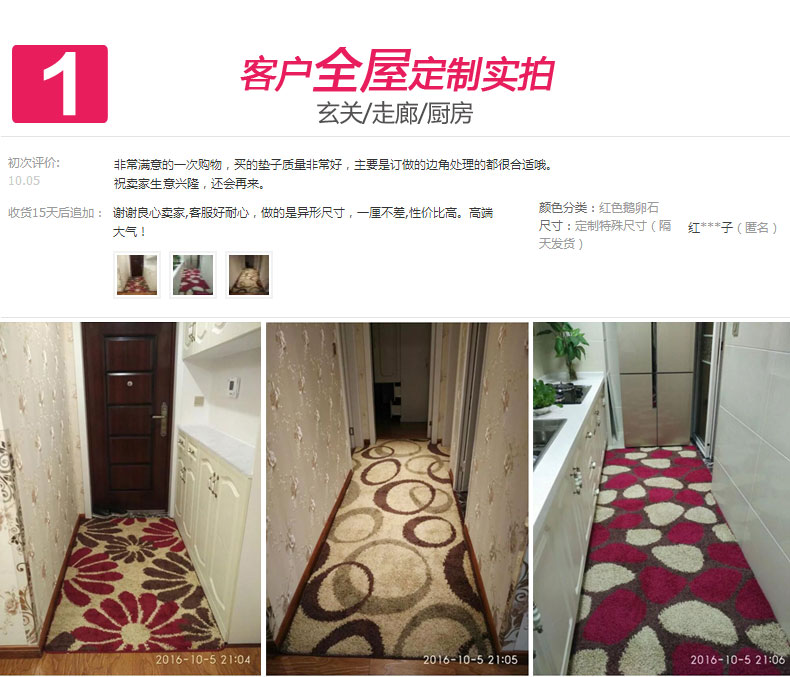 1
客户全屋定制实拍
玄关/走廊/厨房
初次评价:
10.05
非常满意的一次购物，买的垫子质量非常好，主要是订做的边角处理的都很合适哦。
祝卖家生意兴隆，还会再来。
收货15天后追加：
谢谢良心卖家,客服好耐心，做的是异形尺寸，一厘不差,性价比高。高端
大气！
颜色分类：红色鹅卵石
尺寸：定制特殊尺寸（隔
天发货）
红***子（匿名）
2016-10-5 21:04
2016-10-5 21:05
2016-10-5 21:06